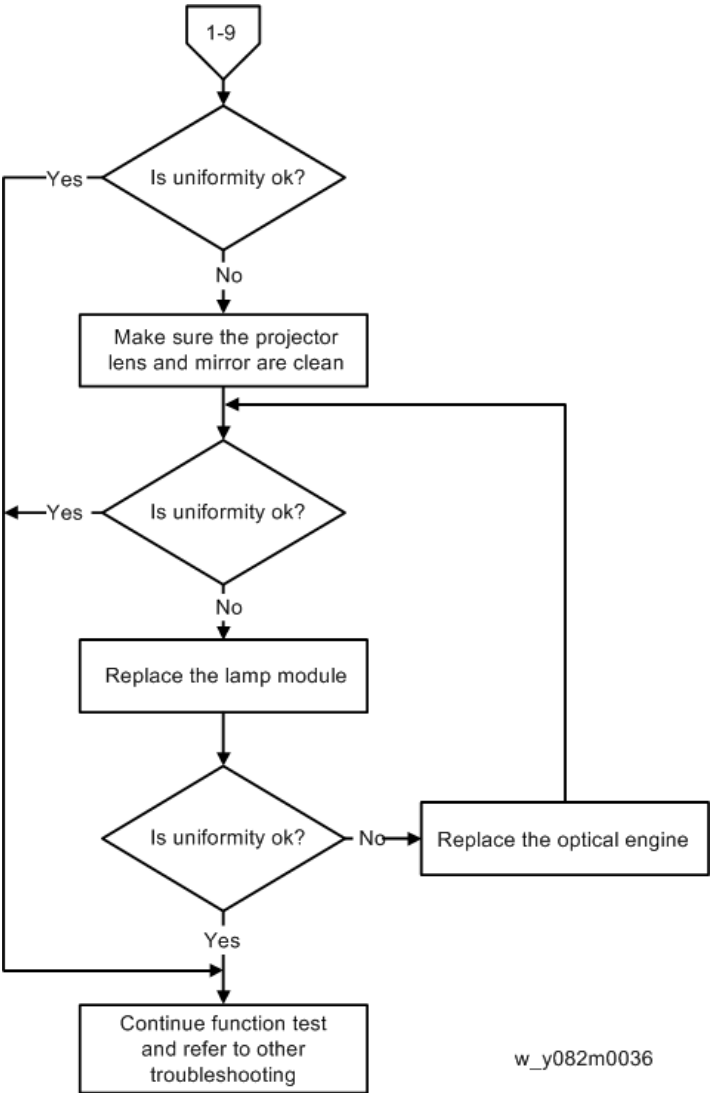 1-9
Is uniformity ok?
Yes
No
Make sure the projector
lens and mirror are clean
Is uniformity ok?
Yes
No
Replace the lamp module
Is uniformity ok?
No
Replace the optical engine
Yes
Continue function test
and refer to other
troubleshooting
w_y082m0036